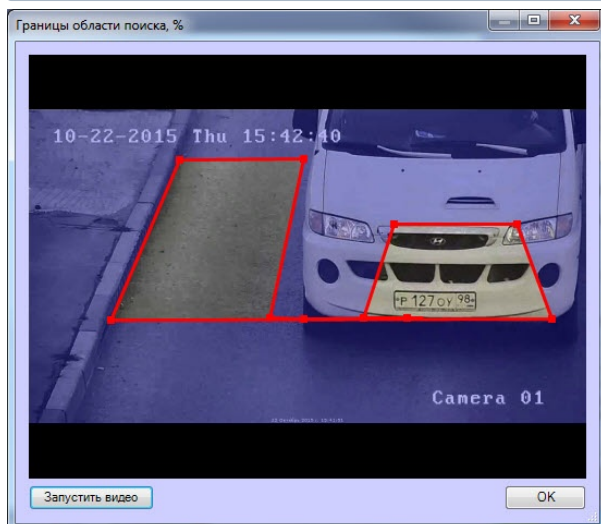 Границы области поиска, %
10-22-2015 Thu 15:42:40
Р 127 ОУ 98
Camera 01
Запустить видео
OK